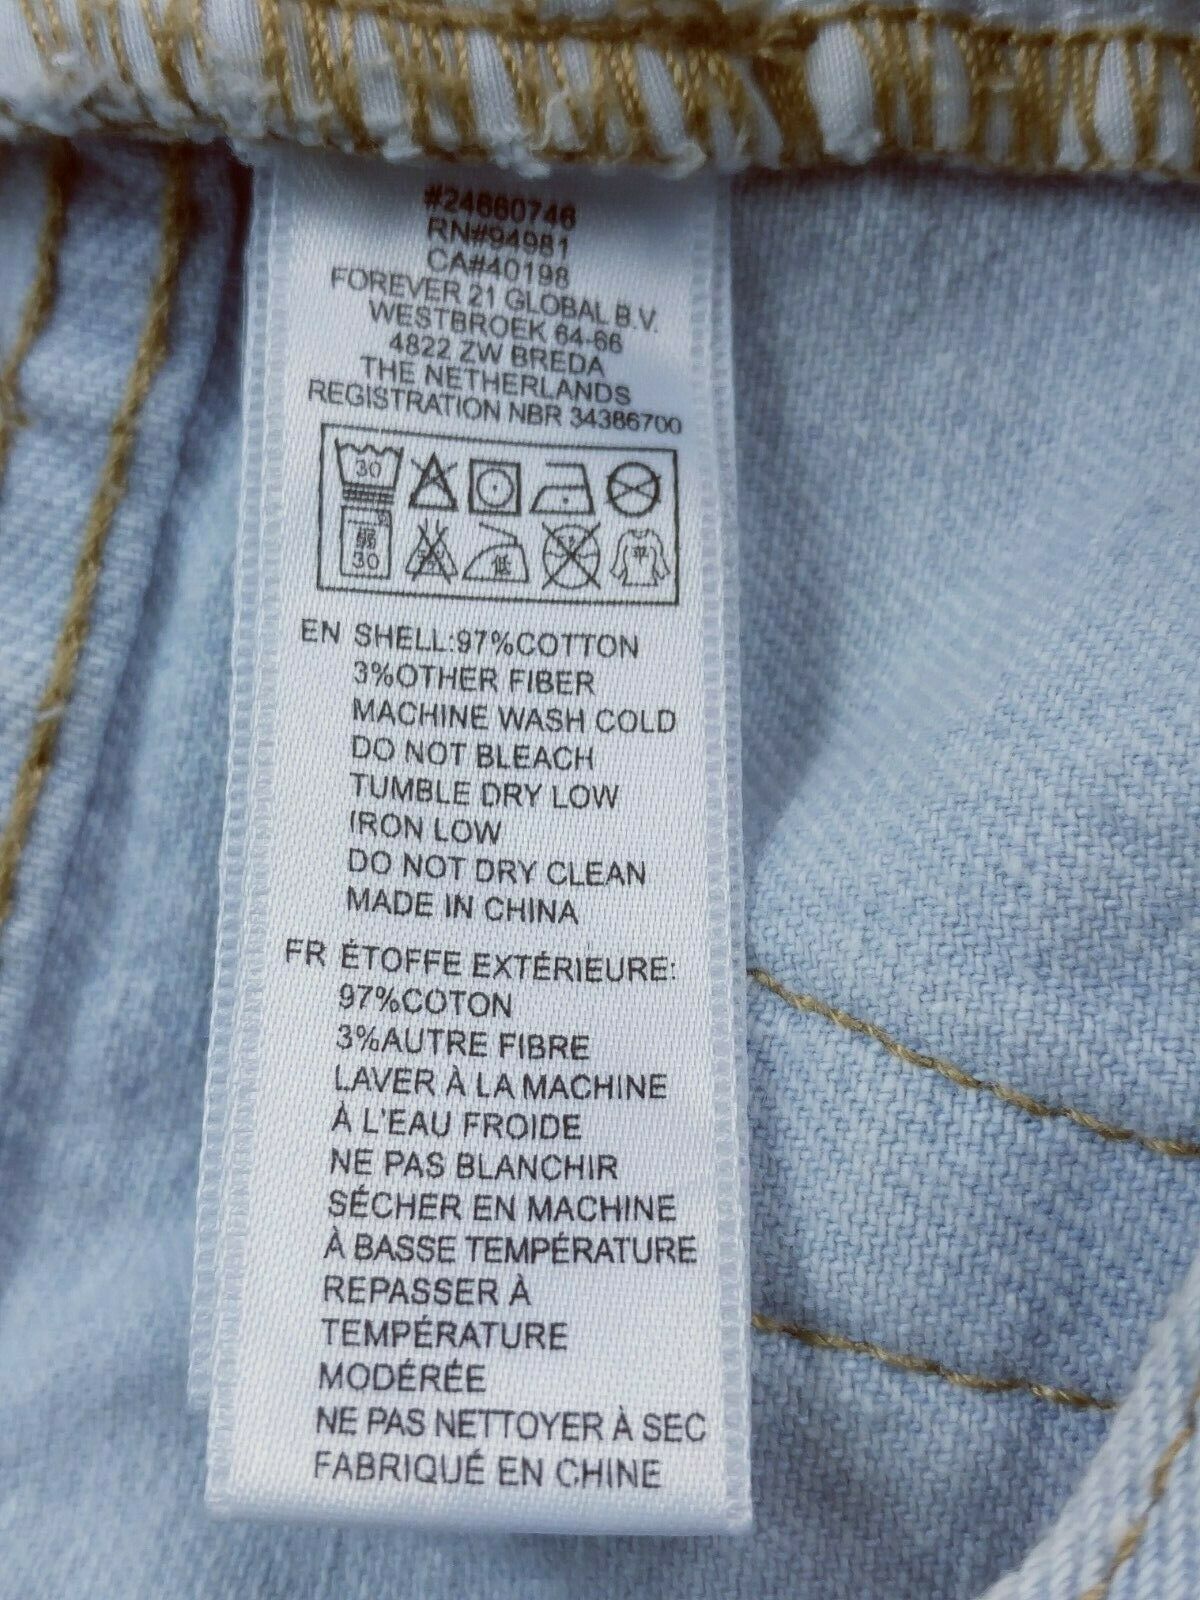 #24660746
RN#94981
CA#40198
FOREVER 21 GLOBAL B.V.
WESTBROEK 64-66
4822 ZW BREDA
THE NETHERLANDS
REGISTRATION NBR 34386700
30
弱
30
低
平
EN SHELL:97%COTTON
3%OTHER FIBER
MACHINE WASH COLD
DO NOT BLEACH
TUMBLE DRY LOW
IRON LOW
DO NOT DRY CLEAN
MADE IN CHINA
FR ÉTOFFE EXTÉRIEURE:
97%COTON
3%AUTRE FIBRE
LAVER À LA MACHINE
À L'EAU FROIDE
NE PAS BLANCHIR
SÉCHER EN MACHINE
À BASSE TEMPÉRATURE
REPASSER À
TEMPÉRATURE
MODÉRÉE
NE PAS NETTOYER À SEC
FABRIQUÉ EN CHINE